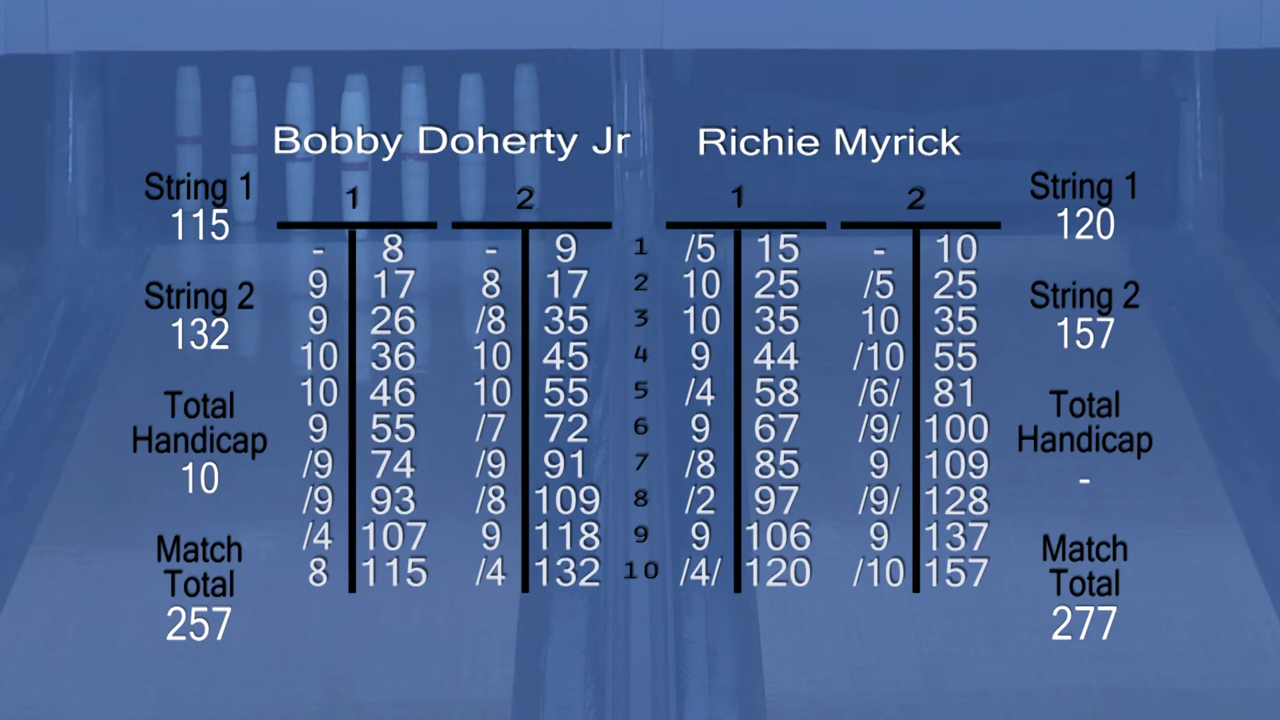 Bobby Doherty Jr Richie Myrick
String 1 1 2 1 2 String 1
115 120
- 8 - 9 1 /5 15 - 10
9 17 8 17 2 10 25 /5 25
String 2 String 2
9 26 /8 35 3 10 35 10 35
132 157
10 36 10 45 4 9 44 /10 55
10 46 10 55 5 /4 58 /6/ 81
Total Total
Handicap Handicap
9 55 /7 72 6 9 67 /9/ 100
/9 74 /9 91 7 /8 85 9 109
10 -
/9 93 /8 109 8 /2 97 /9/ 128
/4 107 9 118 9 9 106 9 137
Match Match
8 115 /4 132 10 /4/ 120 /10 157
Total Total
257 277